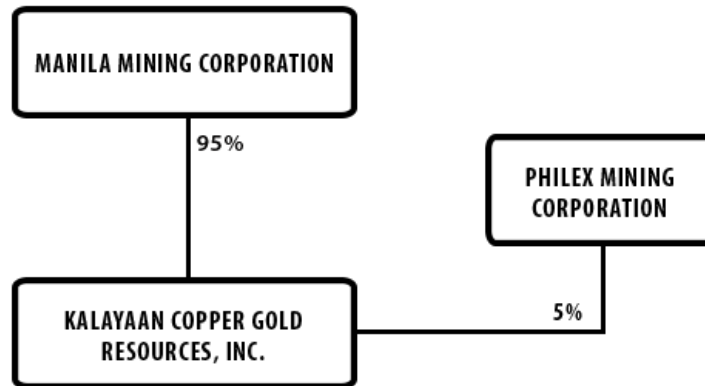 MANILA MINING CORPORATION
95%
PHILEX MINING
CORPORATION
KALAYAAN COPPER GOLD
RESOURCES, INC.
5%